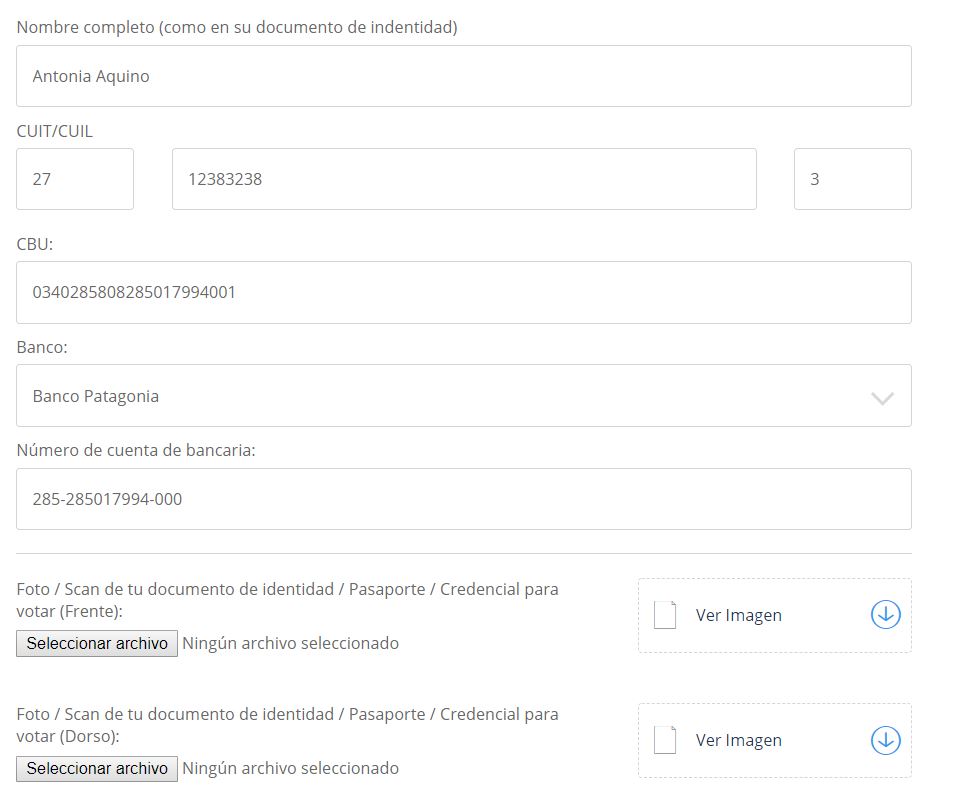 Nombre completo (como en su documento de indentidad)
Antonia Aquino
CUIT/CUIL
27 12383238 3
CBU:
0340285808285017994001
Banco:
Banco Patagonia
Número de cuenta de bancaria:
285-285017994-000
Foto / Scan de tu documento de identidad / Pasaporte / Credencial para
votar (Frente):
Seleccionar archivo Ningún archivo seleccionado
Ver Imagen
Foto / Scan de tu documento de identidad / Pasaporte / Credencial para
votar (Dorso):
Seleccionar archivo Ningún archivo seleccionado
Ver Imagen